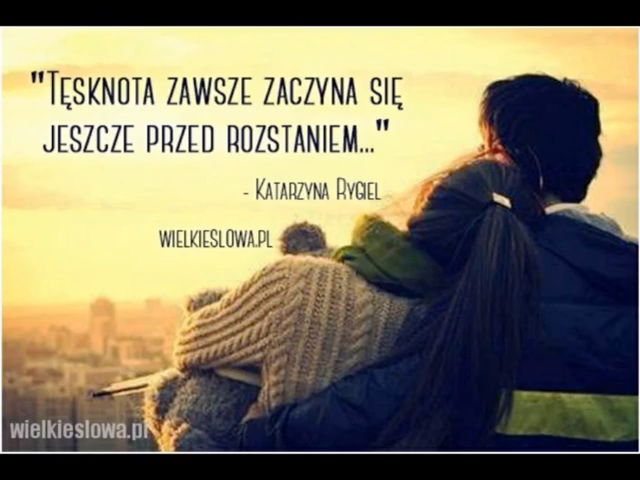 "TĘSKNOTA ZAWSZE ZACZYNA SIĘ
JESZCZE PRZED ROZSTANIEM..."
- KATARZYNA RYGIEL
WIELKIESLOWA.PL
wielkieslowa.pl